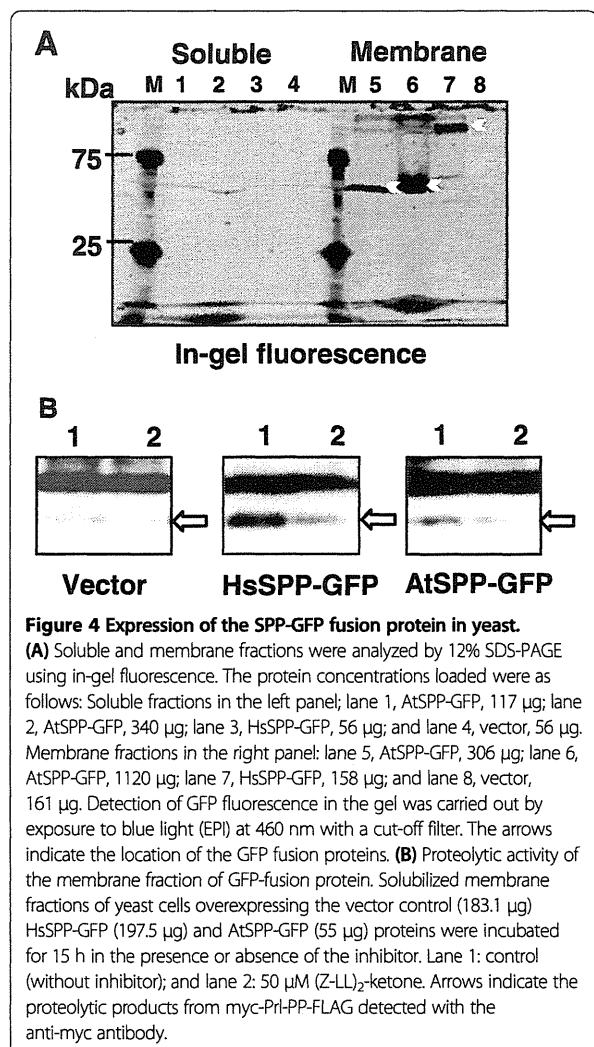 A
Soluble Membrane
kDa M 1 2 3 4 M 5 6 7 8
75
25
In-gel fluorescence
B
1 2 1 2 1 2
Vector HsSPP-GFP AtSPP-GFP
Figure 4 Expression of the SPP-GFP fusion protein in yeast.
(A) Soluble and membrane fractions were analyzed by 12% SDS-PAGE
using in-gel fluorescence. The protein concentrations loaded were as
follows: Soluble fractions in the left panel; lane 1, AtSPP-GFP, 117 μg; lane
2, AtSPP-GFP, 340 μg; lane 3, HsSPP-GFP, 56 μg; and lane 4, vector, 56 μg.
Membrane fractions in the right panel: lane 5, AtSPP-GFP, 306 μg; lane 6,
AtSPP-GFP, 1120 μg; lane 7, HsSPP-GFP, 158 μg; and lane 8, vector,
161 μg. Detection of GFP fluorescence in the gel was carried out by
exposure to blue light (EPI) at 460 nm with a cut-off filter. The arrows
indicate the location of the GFP fusion proteins. (B) Proteolytic activity of
the membrane fraction of GFP-fusion protein. Solubilized membrane
fractions of yeast cells overexpressing the vector control (183.1 μg)
HsSPP-GFP (197.5 μg) and AtSPP-GFP (55 μg) proteins were incubated
for 15 h in the presence or absence of the inhibitor. Lane 1: control
(without inhibitor); and lane 2: 50 μM (Z-LL)₂-ketone. Arrows indicate the
proteolytic products from myc-Prl-PP-FLAG detected with the
anti-myc antibody.